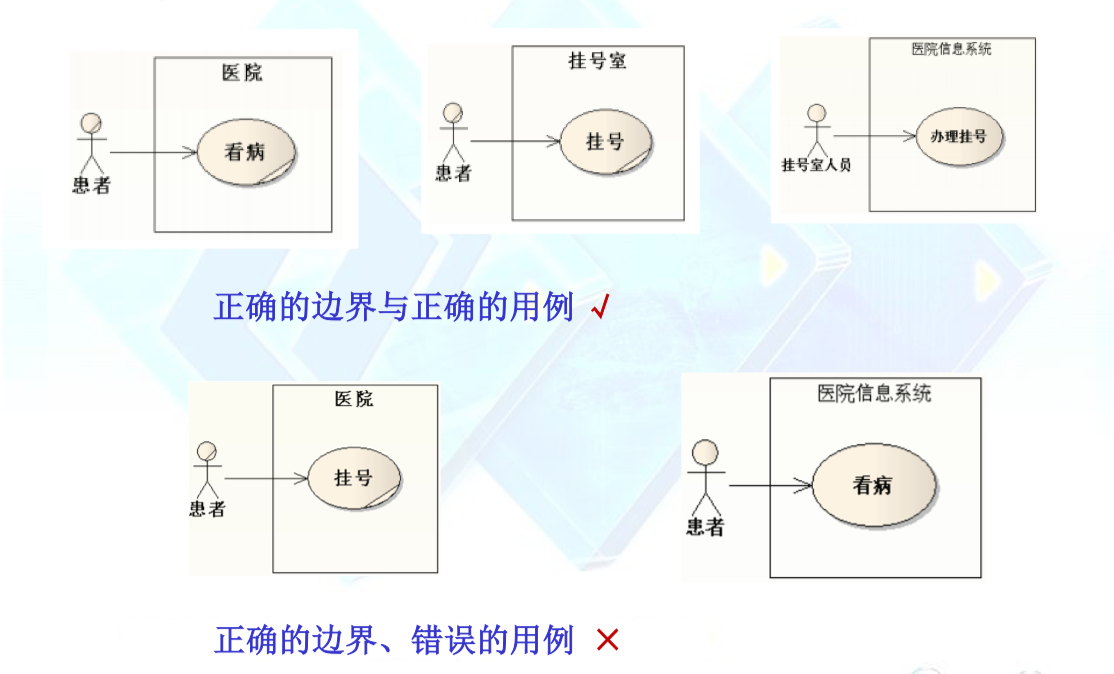 医院
看病
患者
挂号室
挂号
患者
医院信息系统
办理挂号
挂号室人员
正确的边界与正确的用例 √
医院
挂号
患者
医院信息系统
看病
患者
正确的边界、错误的用例 ×